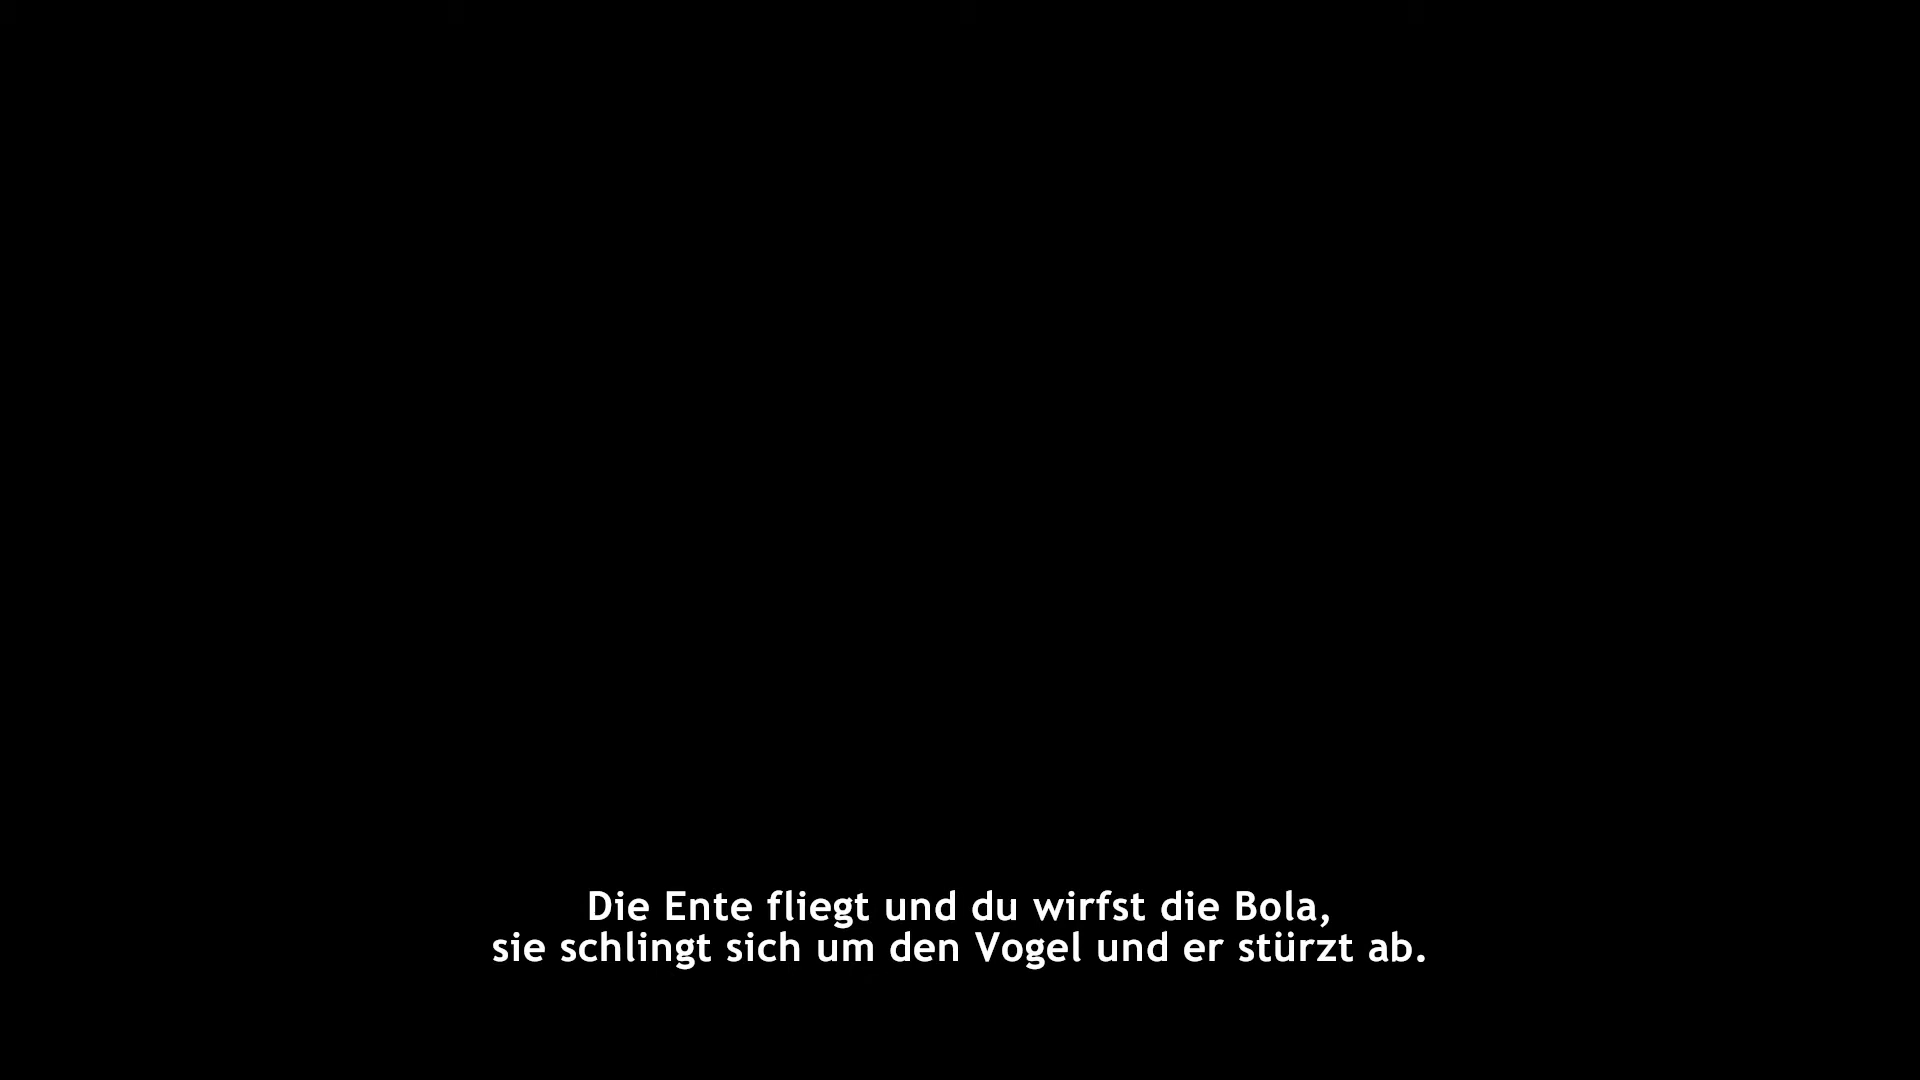 Die Ente fliegt und du wirfst die Bola,
sie schlingt sich um den Vogel und er stürzt ab.